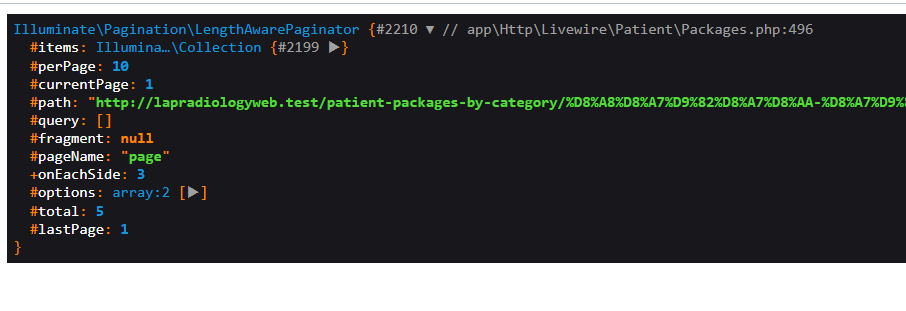 Illuminate\Pagination\LengthAwarePaginator {#2210 ▼ // app\Http\Livewire\Patient\Packages.php:496
#items: Illumina…\Collection {#2199 ▶}
#perPage: 10
#currentPage: 1
#path: "http://lapradiologyweb.test/patient-packages-by-category/%D8%A8%D8%A7%D9%82%D8%A7%D8%AA-%D8%A7%D9%8
#query: []
#fragment: null
#pageName: "page"
+onEachSide: 3
#options: array:2 [▶]
#total: 5
#lastPage: 1
}